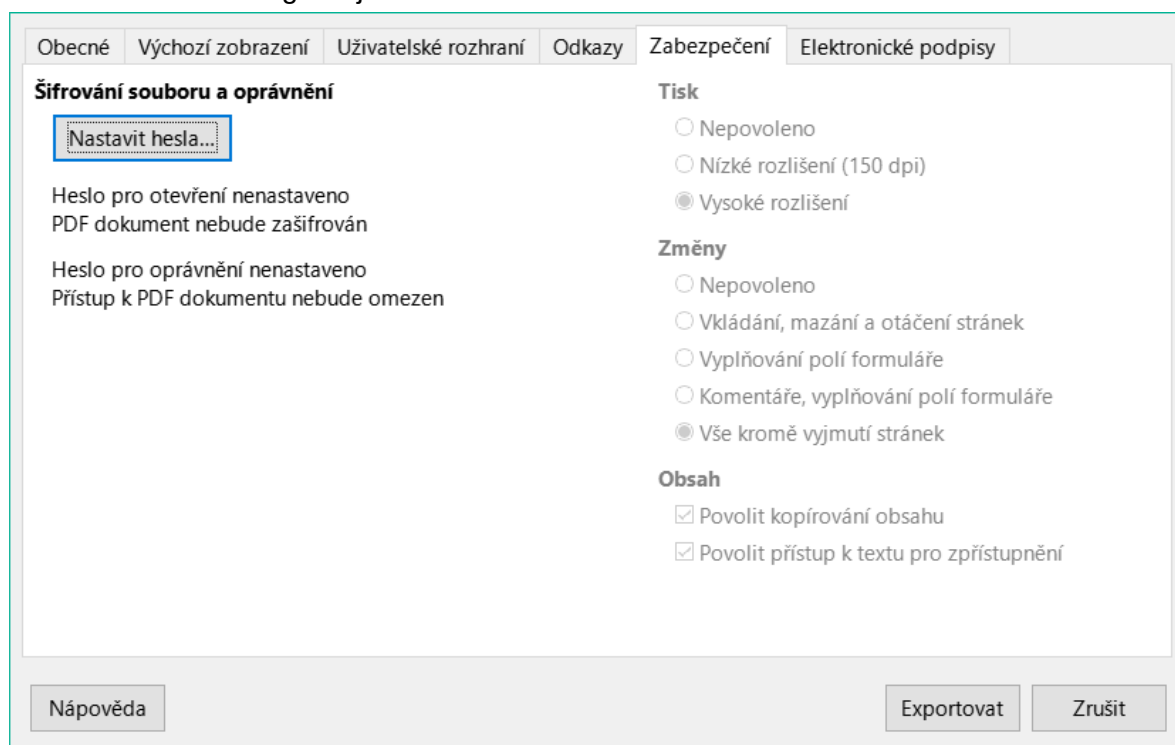 Obecné
Výchozí zobrazení
Uživatelské rozhraní
Odkazy
Zabezpečení
Elektronické podpisy
Šifrování souboru a oprávnění
Nastavit hesla...
Heslo pro otevření nenastaveno
PDF dokument nebude zašifrován
Heslo pro oprávnění nenastaveno
Přístup k PDF dokumentu nebude omezen
Tisk
Nepovoleno
Nízké rozlišení (150 dpi)
Vysoké rozlišení
Změny
Nepovoleno
Vkládání, mazání a otáčení stránek
Vyplňování polí formuláře
Komentáře, vyplňování polí formuláře
Vše kromě vyjmutí stránek
Obsah
Povolit kopírování obsahu
Povolit přístup k textu pro zpřístupnění
Nápověda
Exportovat
Zrušit